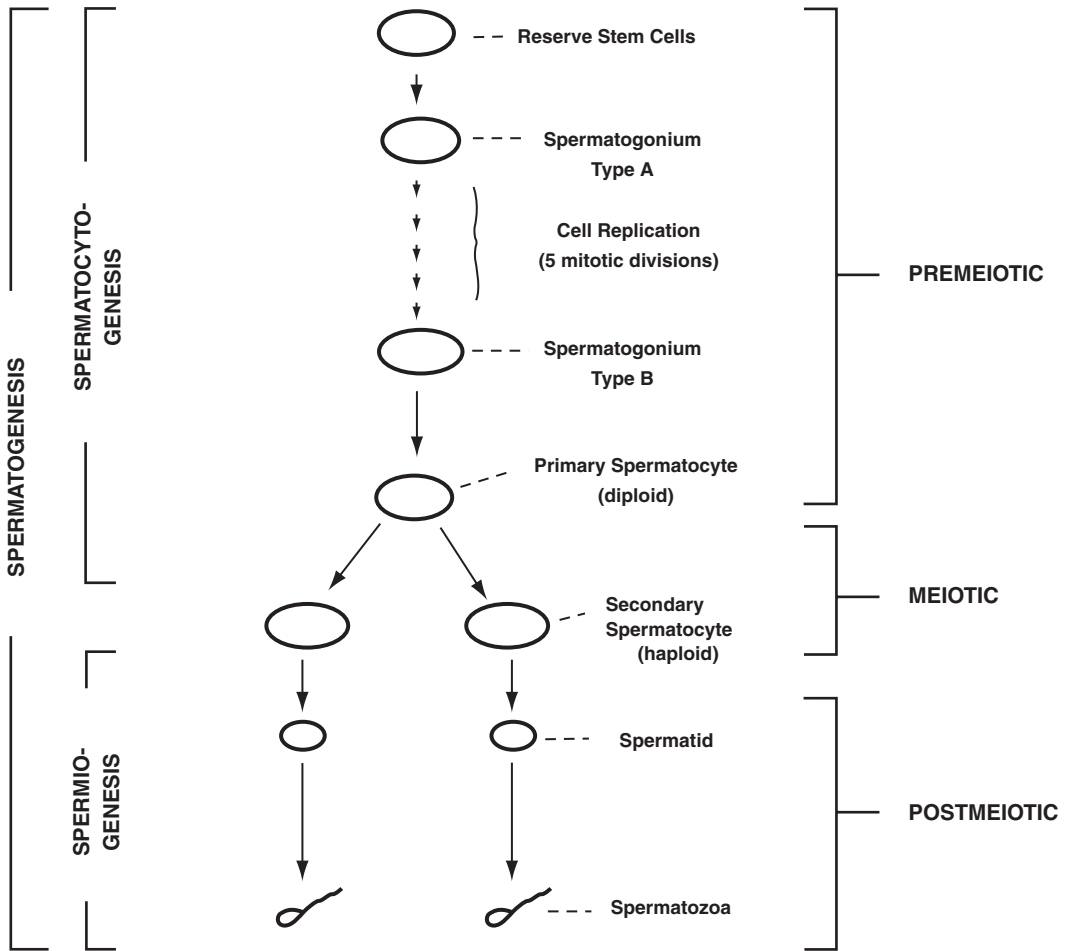 Reserve Stem Cells
Spermatogonium
Type A
Cell Replication
(5 mitotic divisions)
Spermatogonium
Type B
Primary Spermatocyte
(diploid)
Secondary
Spermatocyte
(haploid)
Spermatid
Spermatozoa
SPERMATOGENESIS
SPERMATOCYTO-
GENESIS
SPERMIO-
GENESIS
PREMEIOTIC
MEIOTIC
POSTMEIOTIC